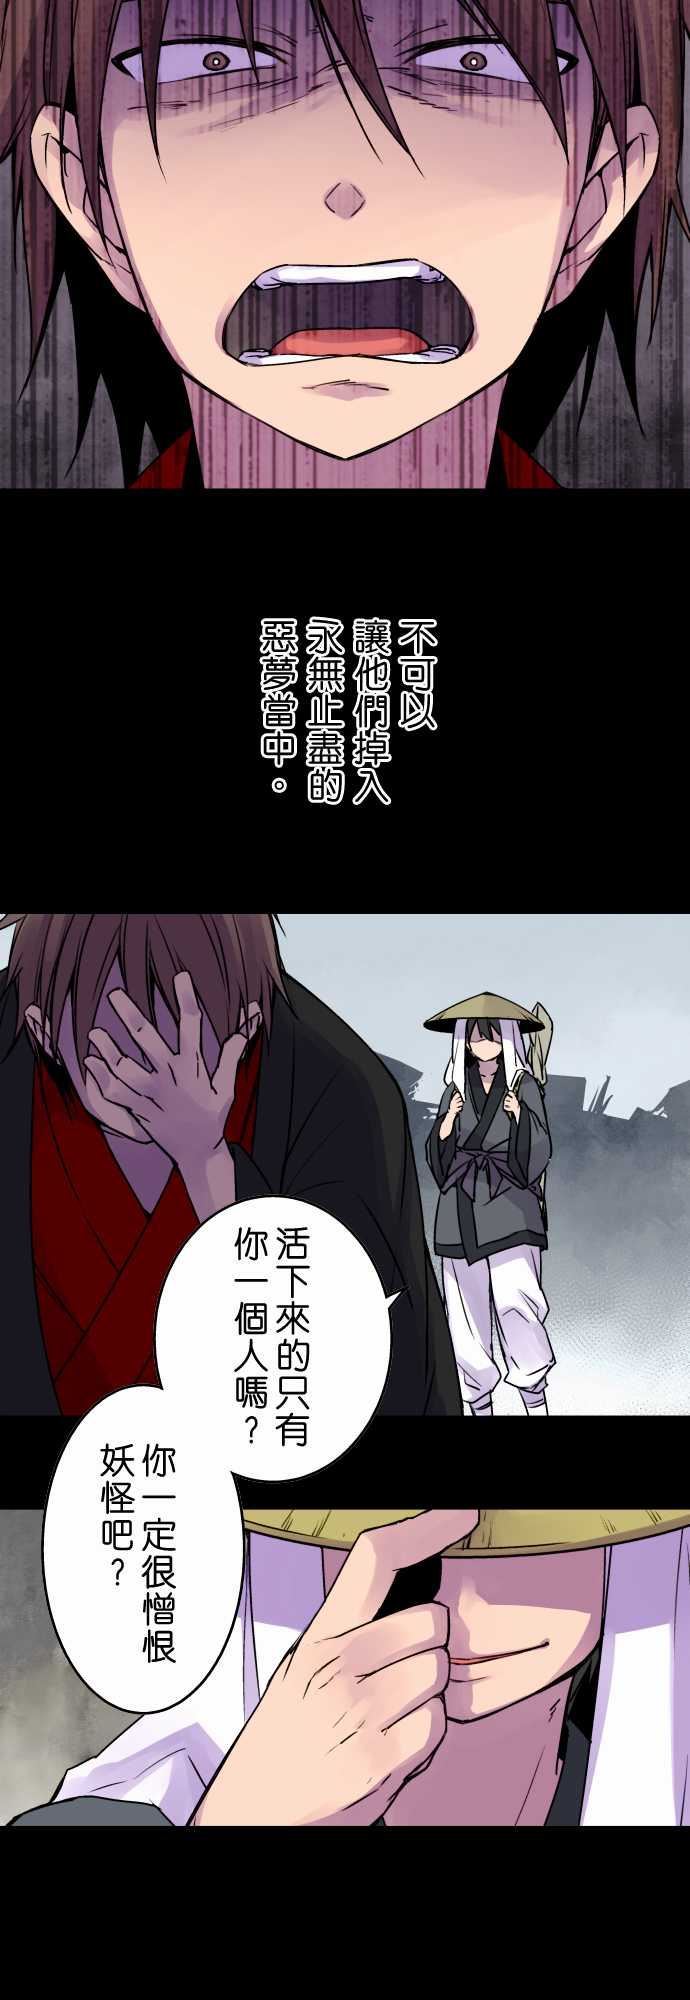 不可以
讓他們掉入
永無止盡的
惡夢當中。
活下來的只有
你一個人嗎?
你一定很憎恨
妖怪吧?